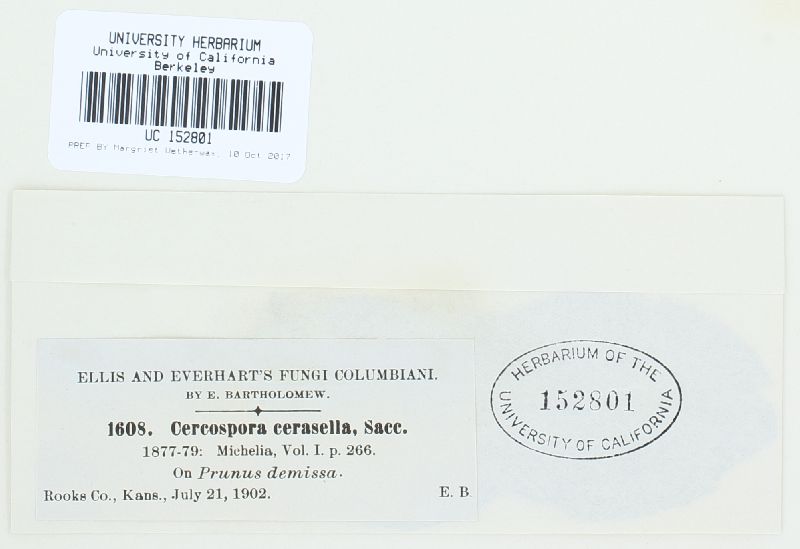 UNIVERSITY HERBARIUM
University of California
Berkeley
UC 152801
PREP BY Margriet 10 Oct 2017
ELLIS AND EVERHART'S FUNGI COLUMBIANI.
BY E. BARTHOLOMEW.
1608. Cercospora cerasella, Sacc.
1877-79: Michelia, Vol. I. p. 266.
On Prunus demissa.
Rooks Co., Kans., July 21, 1902. E. B.
HERBARIUM OF THE
152801
UNIVERSITY OF CALIFORNIA